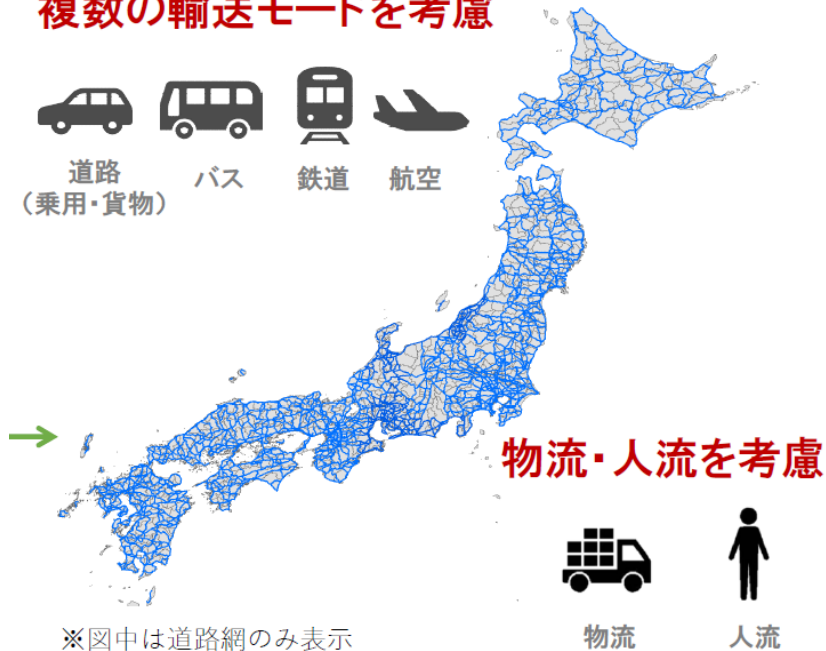 複数の輸送モードを考慮
道路
（乗用・貨物）
バス
鉄道
航空
物流・人流を考慮
物流
人流
※図中は道路網のみ表示